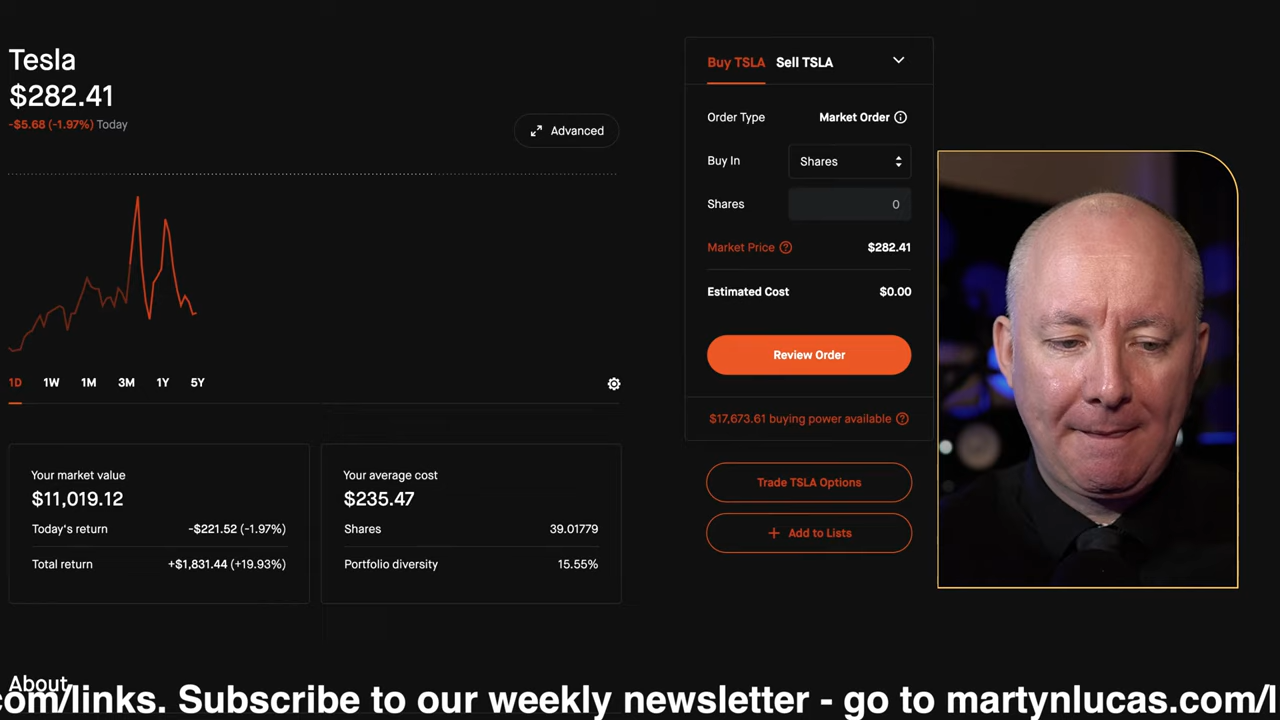 Tesla
$282.41
-$5.68 (-1.97%) Today
Advanced
1D 1W 1M 3M 1Y 5Y
Your market value
$11,019.12
Today's return -$221.52 (-1.97%)
Total return +$1,831.44 (+19.93%)
Your average cost
$235.47
Shares 39.01779
Portfolio diversity 15.55%
About
Buy TSLA Sell TSLA
Order Type Market Order
Buy In Shares
Shares 0
Market Price $282.41
Estimated Cost $0.00
Review Order
$17,673.61 buying power available
Trade TSLA Options
+ Add to Lists
com/links. Subscribe to our weekly newsletter - go to martynlucas.com/l